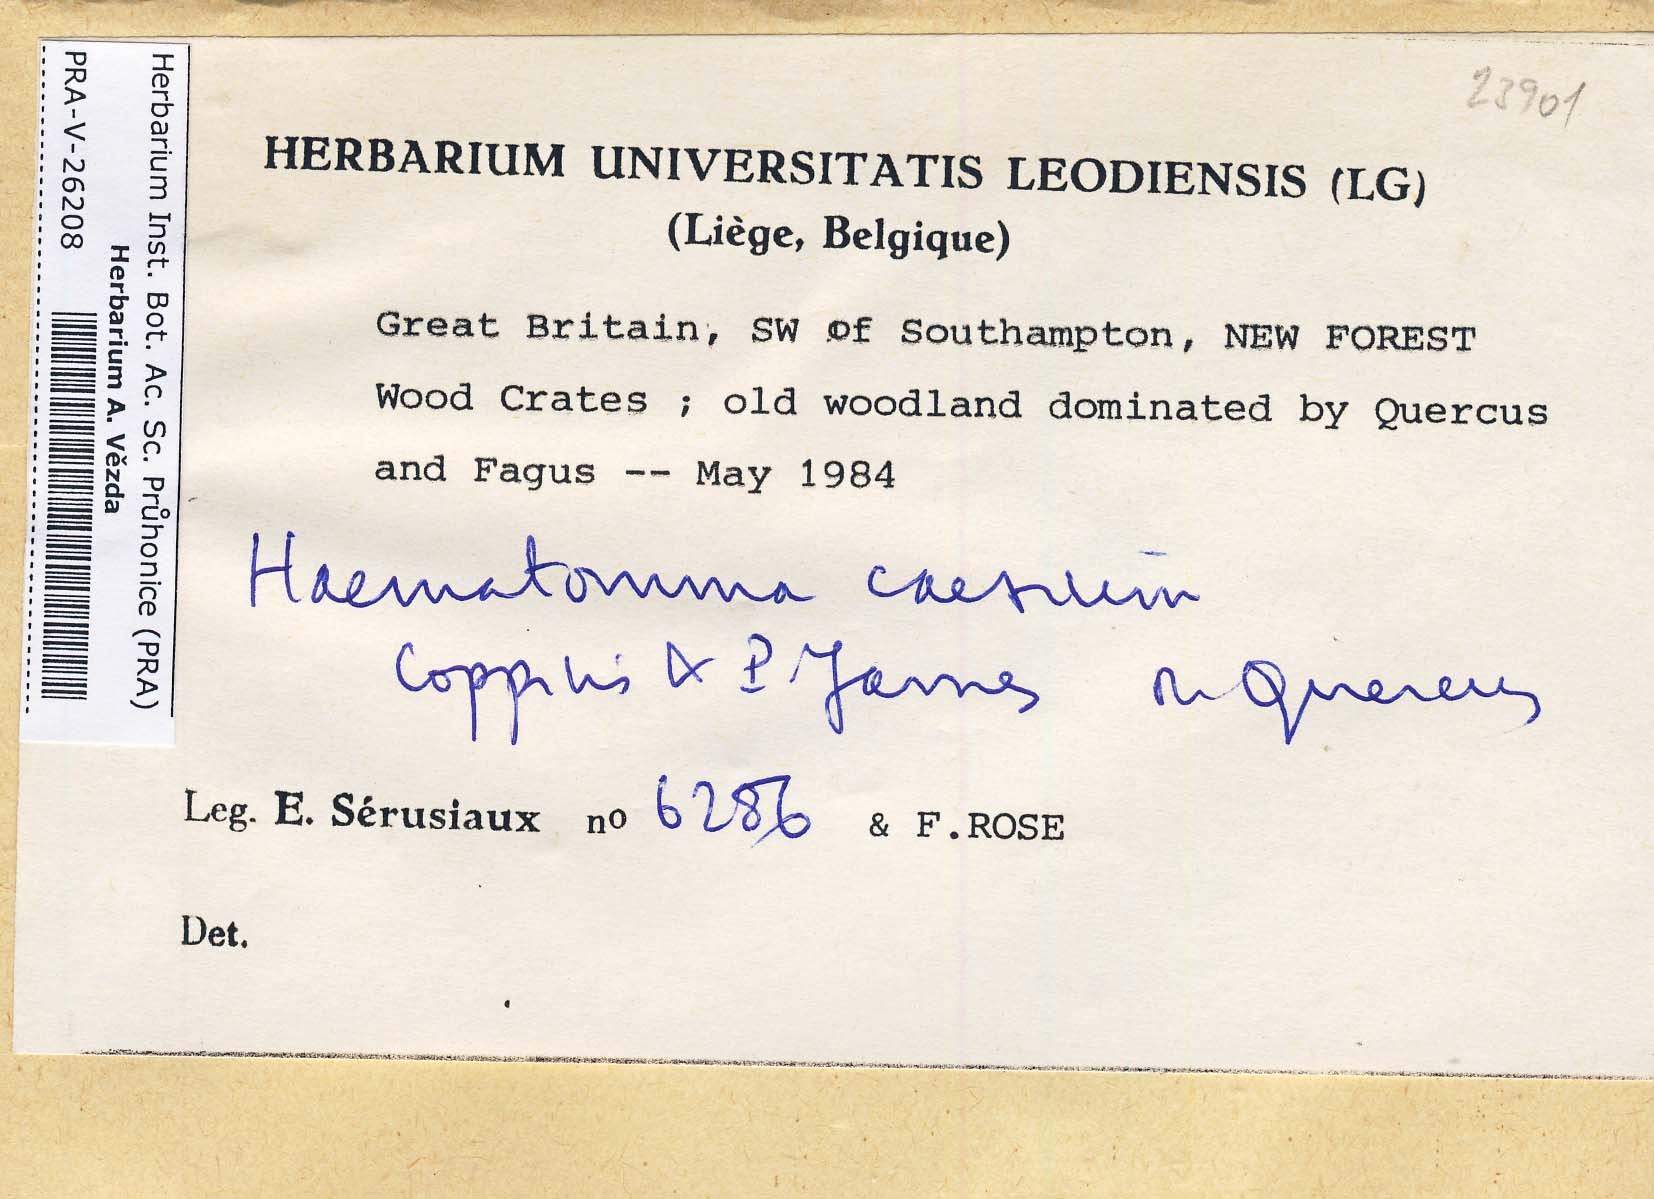 23901
HERBARIUM UNIVERSITATIS LEODIENSIS (LG)
(Liège, Belgique)
Great Britain, SW of Southampton, NEW FOREST
Wood Crates ; old woodland dominated by Quercus
and Fagus -- May 1984
Haematomma caesium
Coppins & P James on Quercus
Leg. E. Sérusiaux no 6286 & F.ROSE
Det.
Herbarium Inst. Bot. Ac. Sc. Průhonice (PRA)
Herbarium A. Vězda
PRA-V-26208